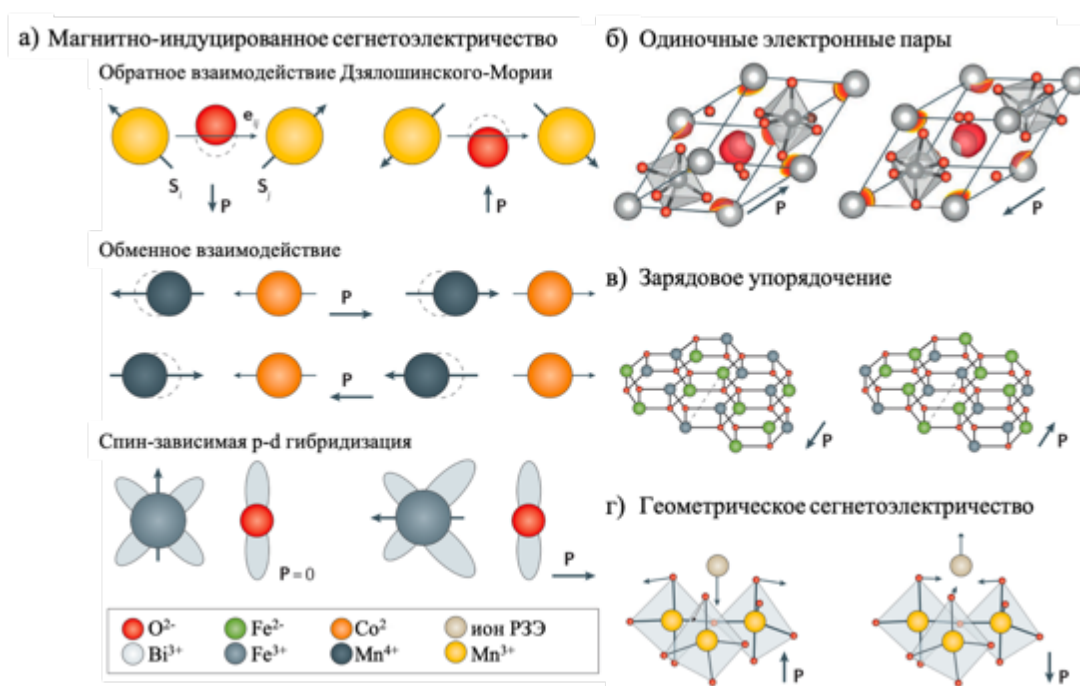 а) Магнитно-индуцированное сегнетоэлектричество
Обратное взаимодействие Дзялошинского-Мории
e_ij
S_i
S_j
P
P
Обменное взаимодействие
P
P
Спин-зависимая p-d гибридизация
P = 0
P
O²⁻
Fe²⁻
Co²
ион РЗЭ
Bi³⁺
Fe³⁺
Mn⁴⁺
Mn³⁺
б) Одиночные электронные пары
P
P
в) Зарядовое упорядочение
P
P
г) Геометрическое сегнетоэлектричество
P
P